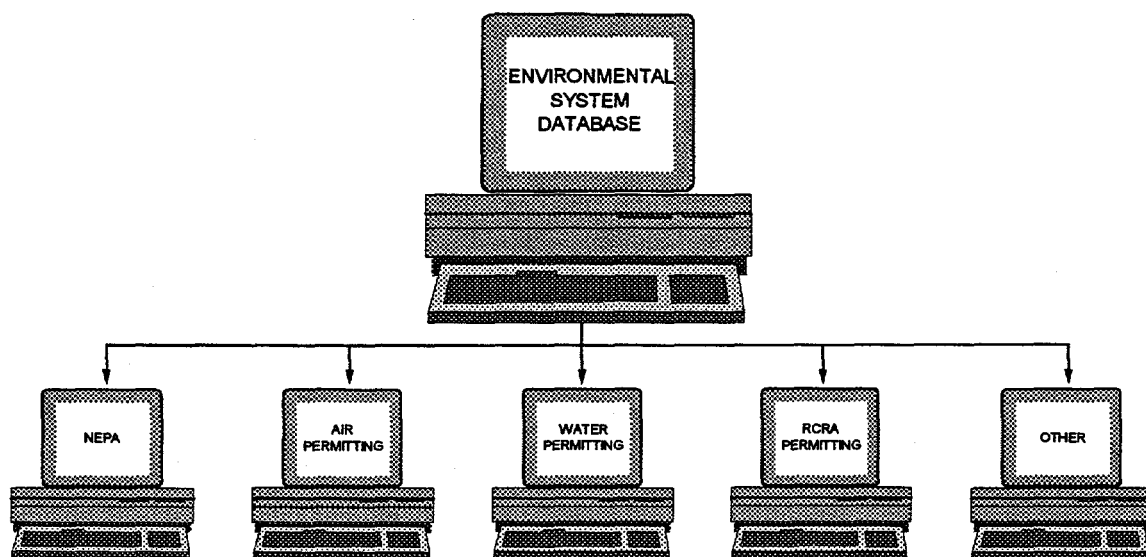 ENVIRONMENTAL
SYSTEM
DATABASE
NEPA
AIR
PERMITTING
WATER
PERMITTING
RCRA
PERMITTING
OTHER